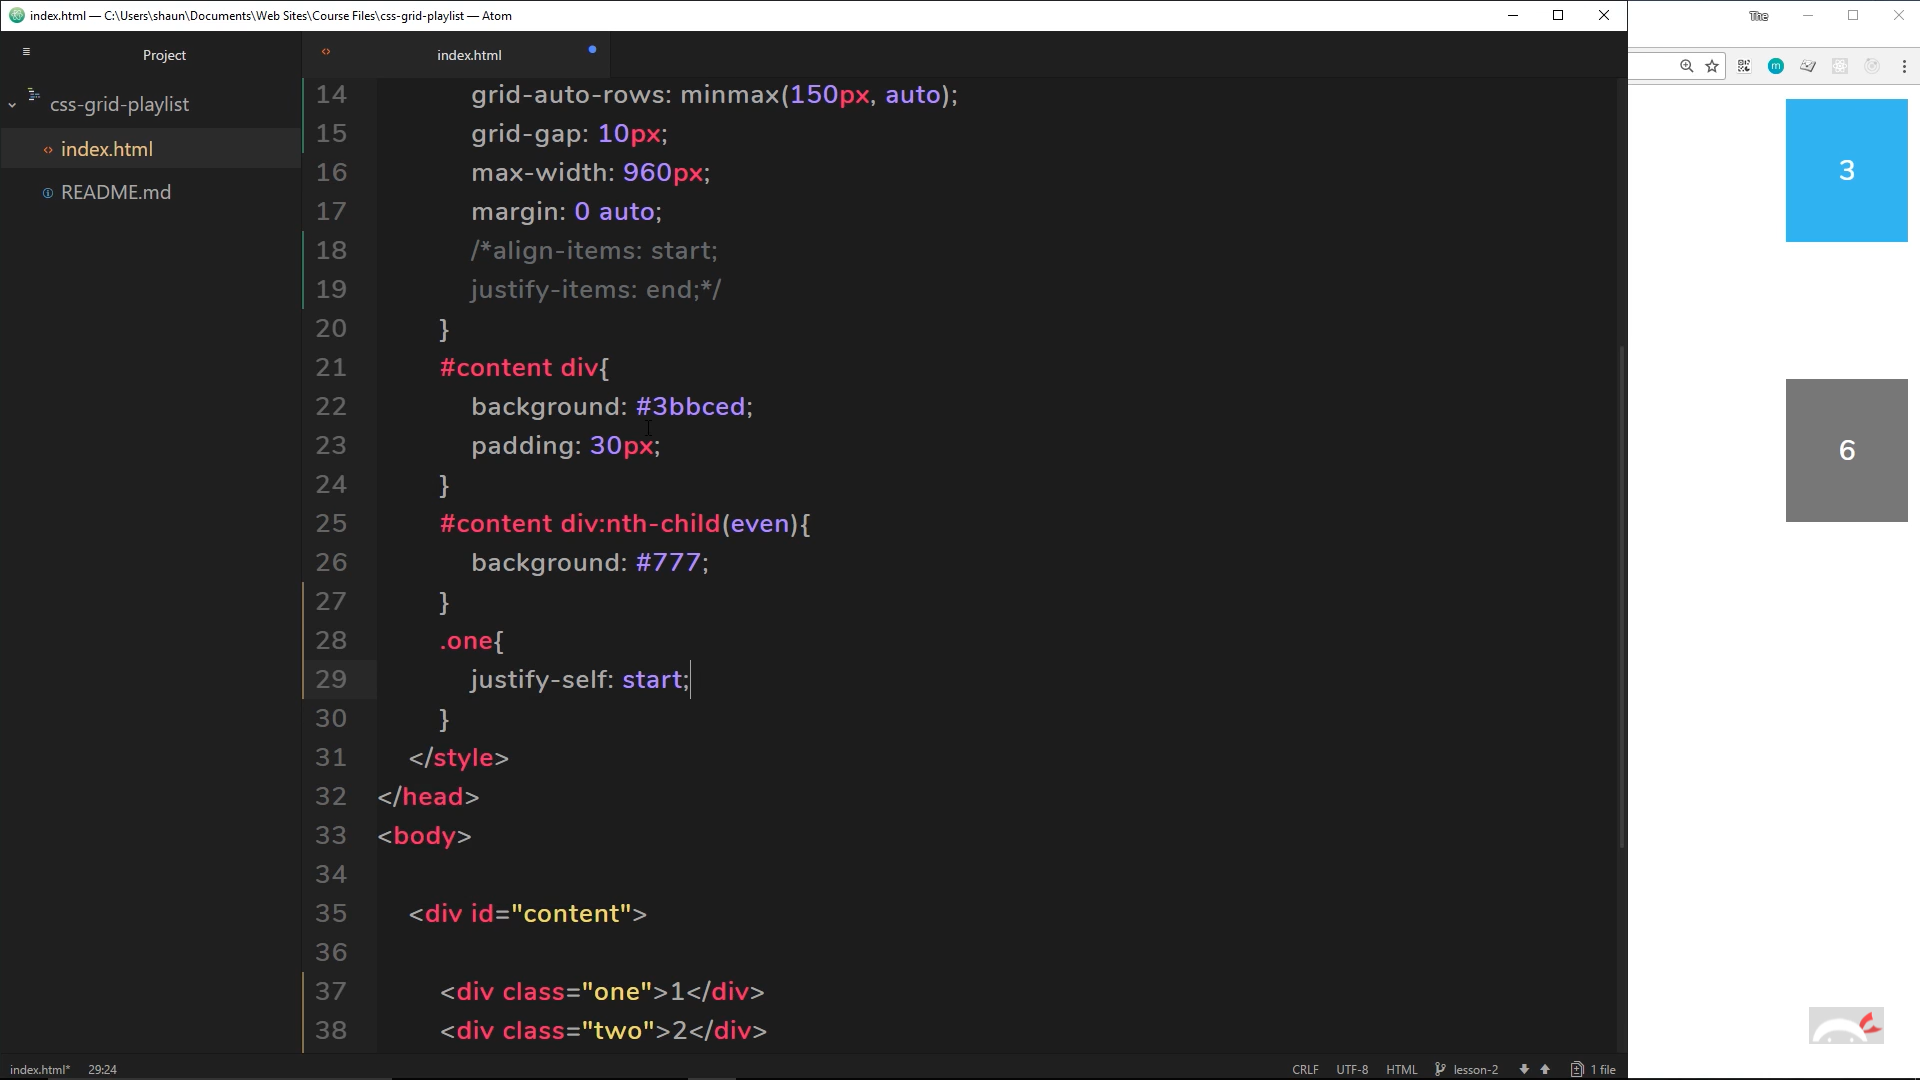 index.html — C:\Users\shaun\Documents\Web Sites\Course Files\css-grid-playlist — Atom
The
Project
index.html
css-grid-playlist
index.html
README.md
14 grid-auto-rows: minmax(150px, auto);
15 grid-gap: 10px;
16 max-width: 960px;
17 margin: 0 auto;
18 /*align-items: start;
19 justify-items: end;*/
20 }
21 #content div{
22 background: #3bbced;
23 padding: 30px;
24 }
25 #content div:nth-child(even){
26 background: #777;
27 }
28 .one{
29 justify-self: start;
30 }
31 </style>
32 </head>
33 <body>
34
35 <div id="content">
36
37 <div class="one">1</div>
38 <div class="two">2</div>
m
3
6
index.html* 29:24 CRLF UTF-8 HTML lesson-2 1 file